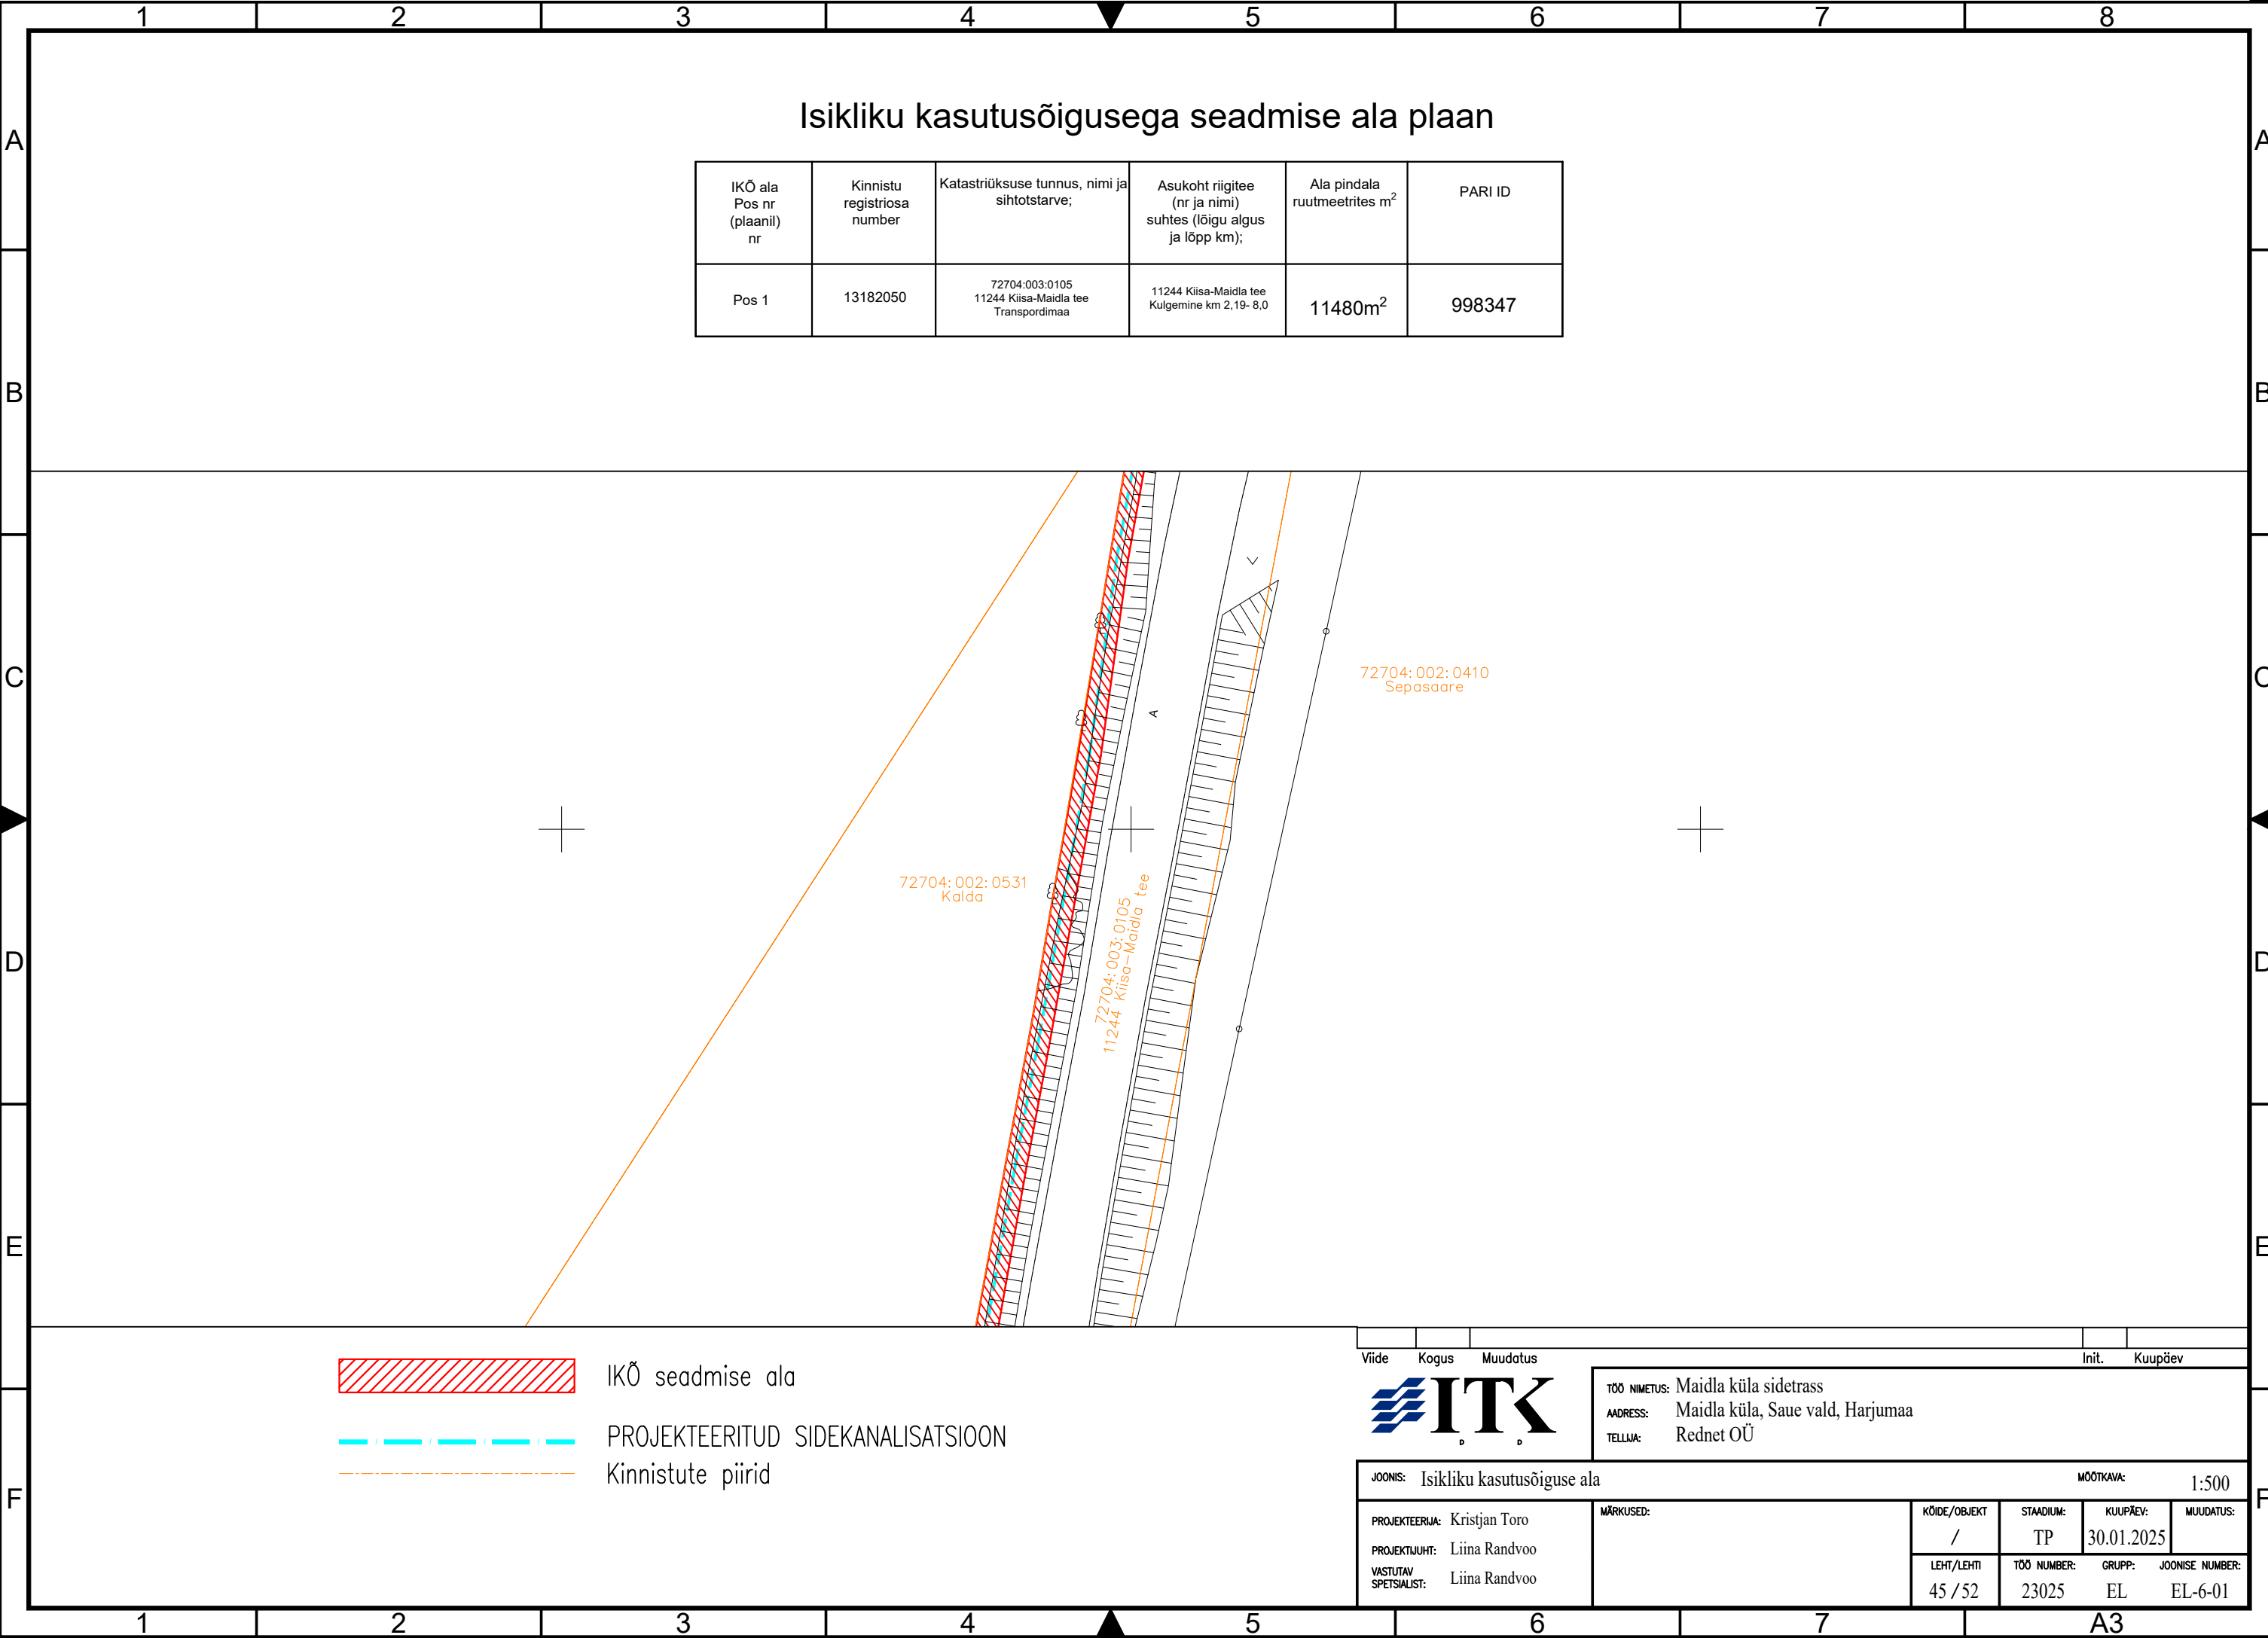 1 2 3 4 5 6 7 8
A A
B B
C C
D D
E E
F F
Isikliku kasutusõigusega seadmise ala plaan
IKÕ ala
Pos nr
(plaanil)
nr
Kinnistu
registriosa
number
Katastriüksuse tunnus, nimi ja
sihtotstarve;
Asukoht riigitee
(nr ja nimi)
suhtes (lõigu algus
ja lõpp km);
Ala pindala
ruutmeetrites m²
PARI ID
Pos 1
13182050
72704:003:0105
11244 Kiisa-Maidla tee
Transpordimaa
11244 Kiisa-Maidla tee
Kulgemine km 2,19- 8,0
11480m²
998347
72704:002:0410
Sepasaare
A
72704:002:0531
Kalda
72704:003:0105
11244 Kiisa-Maidla tee
IKÕ seadmise ala
PROJEKTEERITUD SIDEKANALISATSIOON
Kinnistute piirid
Viide Kogus Muudatus Init. Kuupäev
ITK
D D
TÖÖ NIMETUS: Maidla küla sidetrass
AADRESS: Maidla küla, Saue vald, Harjumaa
TELLIJA: Rednet OÜ
JOONIS: Isikliku kasutusõiguse ala
MÕÕTKAVA: 1:500
PROJEKTEERIJA: Kristjan Toro
PROJEKTIJUHT: Liina Randvoo
VASTUTAV
SPETSIALIST: Liina Randvoo
MÄRKUSED:
KÖIDE/OBJEKT STAADIUM: KUUPÄEV: MUUDATUS:
/ TP 30.01.2025
LEHT/LEHTI TÖÖ NUMBER: GRUPP: JOONISE NUMBER:
45 / 52 23025 EL EL-6-01
1 2 3 4 5 6 7 A3